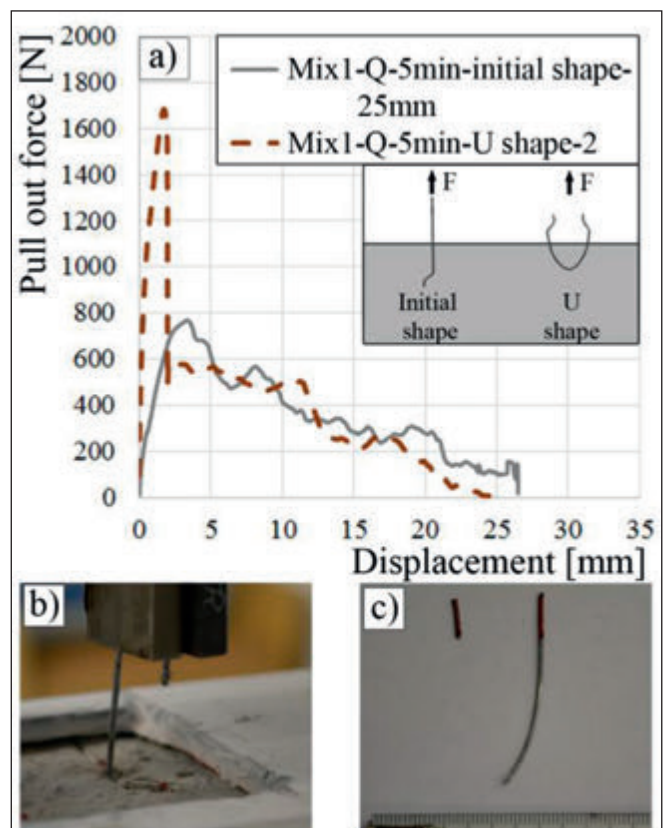 2000
1800
1600
1400
1200
1000
800
600
400
200
0
Pull out force [N]
a)
Mix1-Q-5min-initial shape-
25mm
Mix1-Q-5min-U shape-2
F F
Initial U
shape shape
0 5 10 15 20 25 30 35
Displacement [mm]
b)
c)